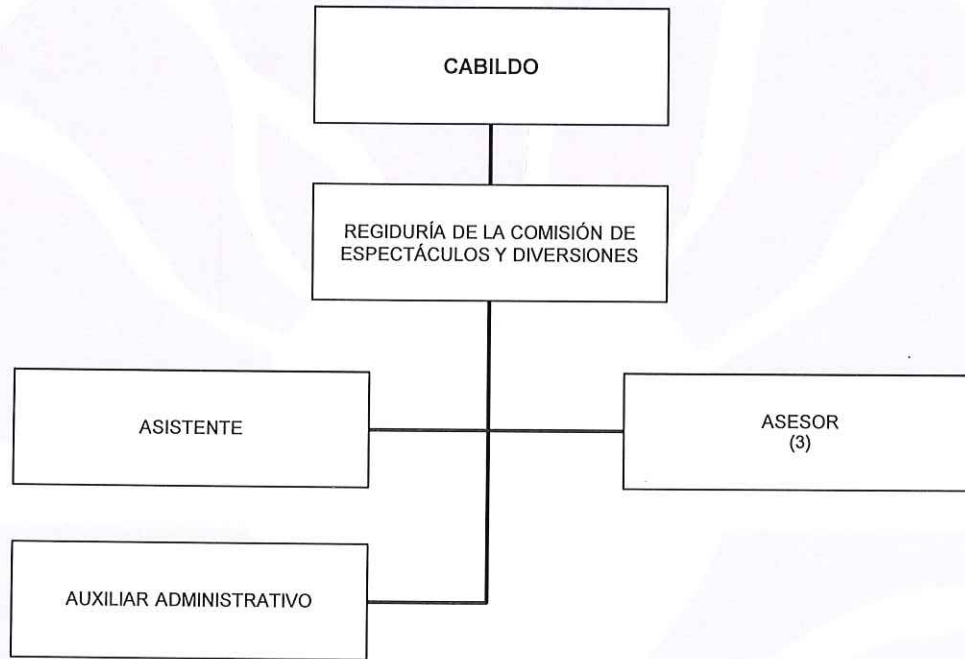 CABILDO
REGIDURÍA DE LA COMISIÓN DE
ESPECTÁCULOS Y DIVERSIONES
ASISTENTE
ASESOR
(3)
AUXILIAR ADMINISTRATIVO